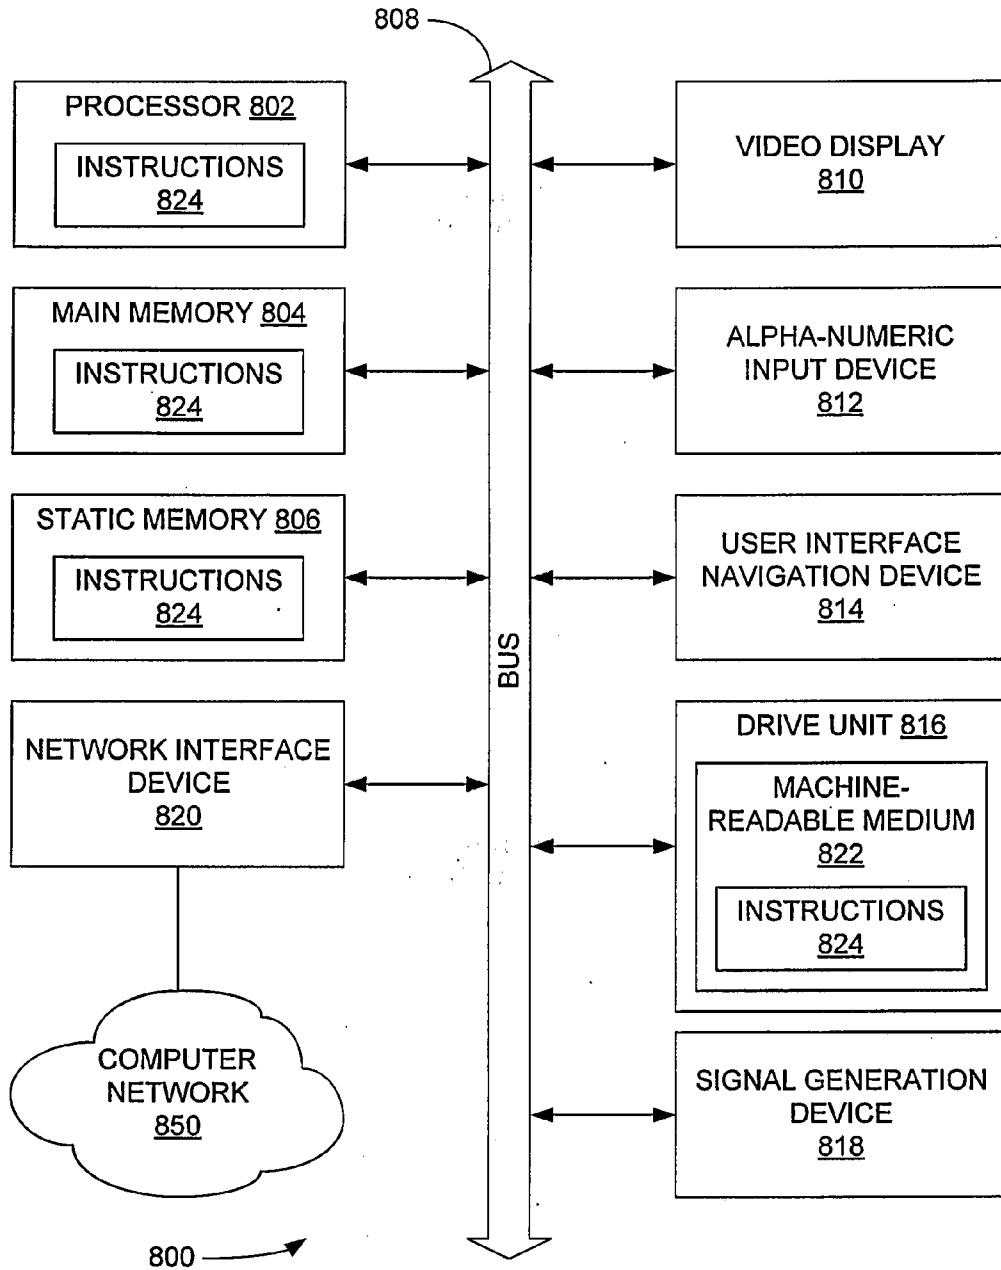 808
PROCESSOR 802
INSTRUCTIONS
824
MAIN MEMORY 804
INSTRUCTIONS
824
STATIC MEMORY 806
INSTRUCTIONS
824
NETWORK INTERFACE
DEVICE
820
COMPUTER
NETWORK
850
800
BUS
VIDEO DISPLAY
810
ALPHA-NUMERIC
INPUT DEVICE
812
USER INTERFACE
NAVIGATION DEVICE
814
DRIVE UNIT 816
MACHINE-
READABLE MEDIUM
822
INSTRUCTIONS
824
SIGNAL GENERATION
DEVICE
818